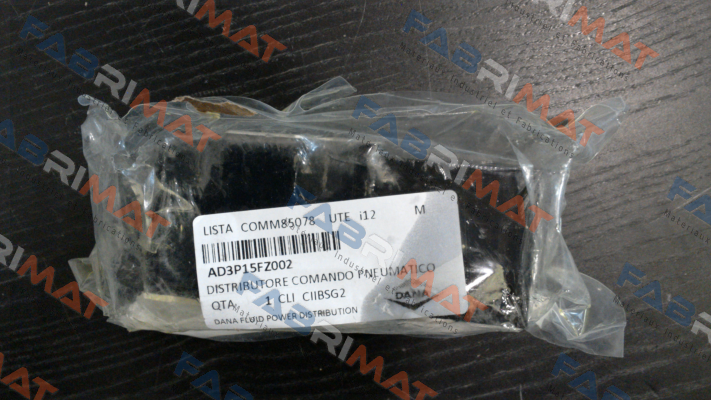 LISTA COMM85078 UTE i12 M
AD3P15FZ002
DISTRIBUTORE COMANDO PNEUMATICO
QTA. 1 CLI CIIBSG2
DANA
DANA FLUID POWER DISTRIBUTION
FABRIMAT
FABRIMAT
FABRIMAT
FABRIMAT
FABRIMAT